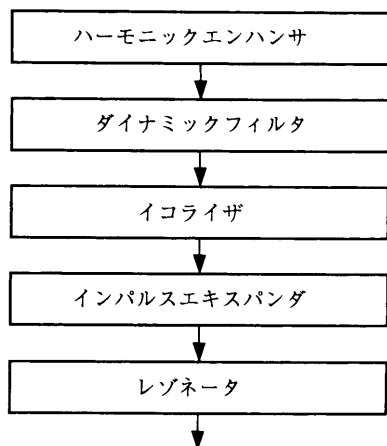 ハーモニックエンハンサ
ダイナミックフィルタ
イコライザ
インパルスエキスパンダ
レゾネータ